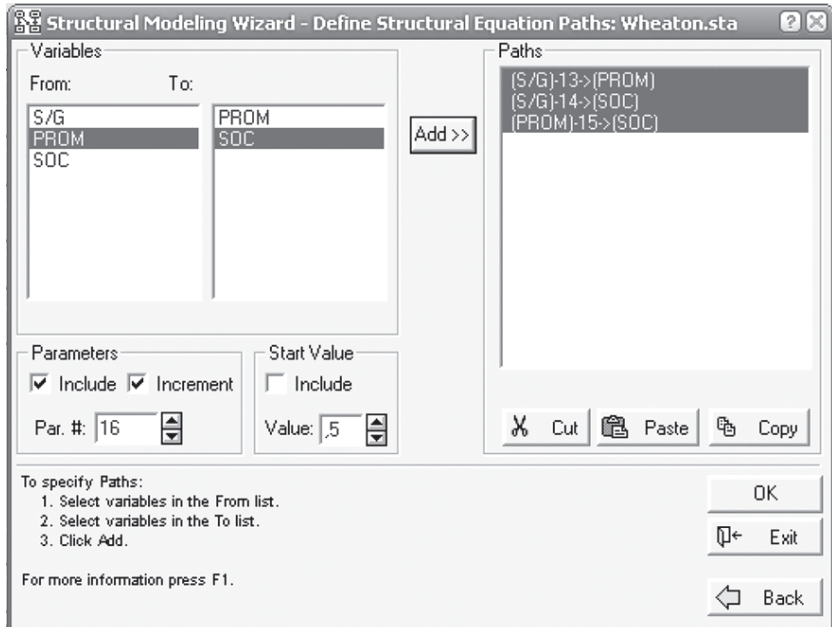 Structural Modeling Wizard - Define Structural Equation Paths: Wheaton.sta
Variables
From: To:
S/G
PROM
SOC
PROM
SOC
Add >>
Paths
(S/G)-13->(PROM)
(S/G)-14->(SOC)
(PROM)-15->(SOC)
Parameters
Include Increment
Par. #: 16
Start Value
Include
Value: ,5
Cut Paste Copy
To specify Paths:
1. Select variables in the From list.
2. Select variables in the To list.
3. Click Add.
For more information press F1.
OK
Exit
Back